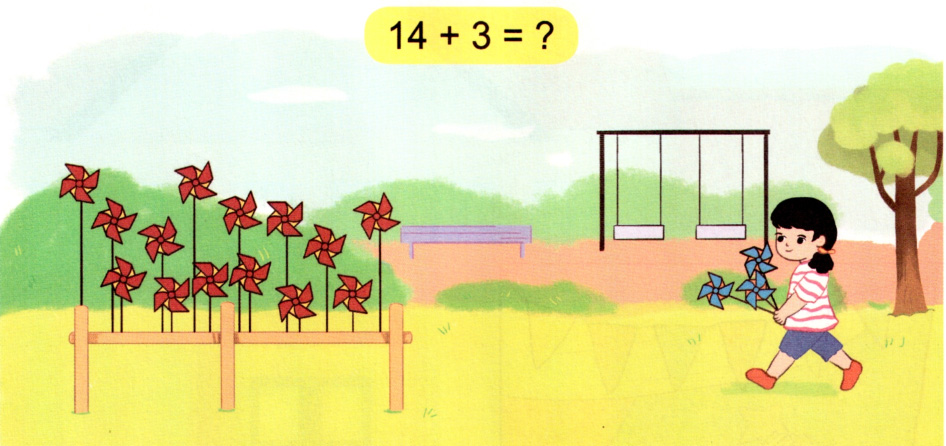 14 + 3 = ?